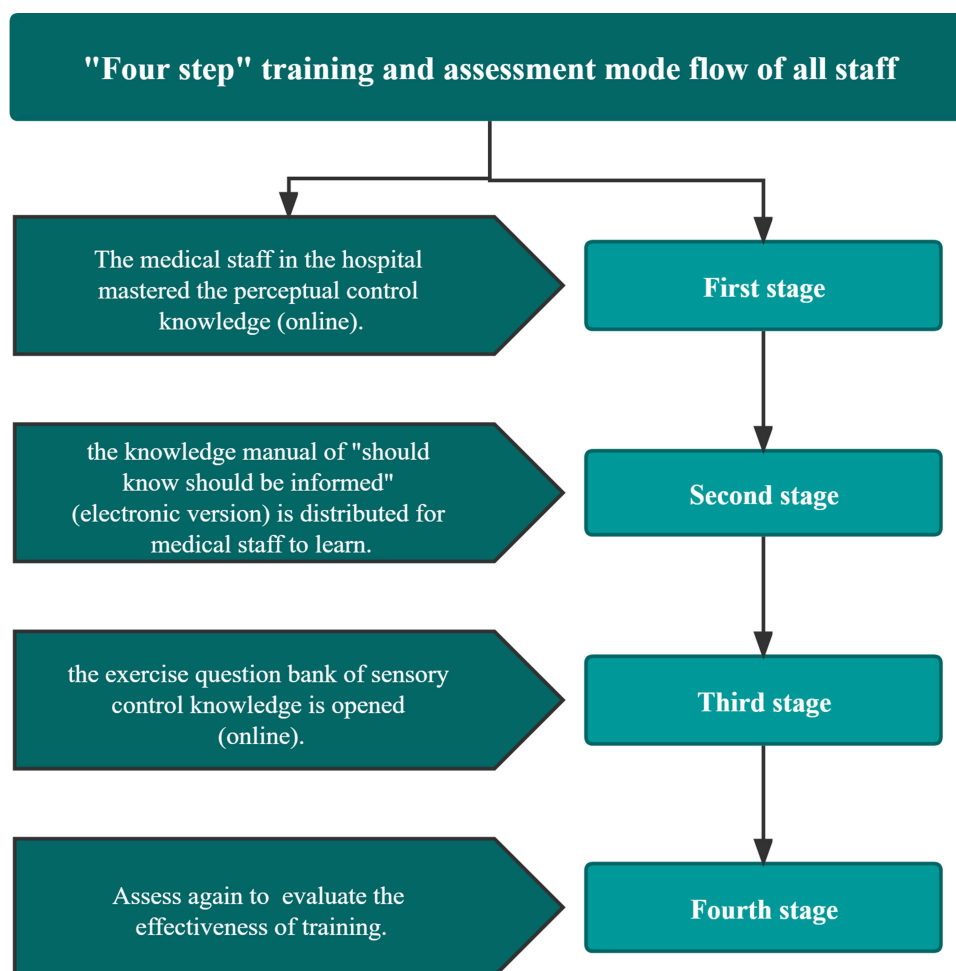 "Four step" training and assessment mode flow of all staff
The medical staff in the hospital
mastered the perceptual control
knowledge (online).
First stage
the knowledge manual of "should
know should be informed"
(electronic version) is distributed for
medical staff to learn.
Second stage
the exercise question bank of sensory
control knowledge is opened
(online).
Third stage
Assess again to  evaluate the
effectiveness of training.
Fourth stage